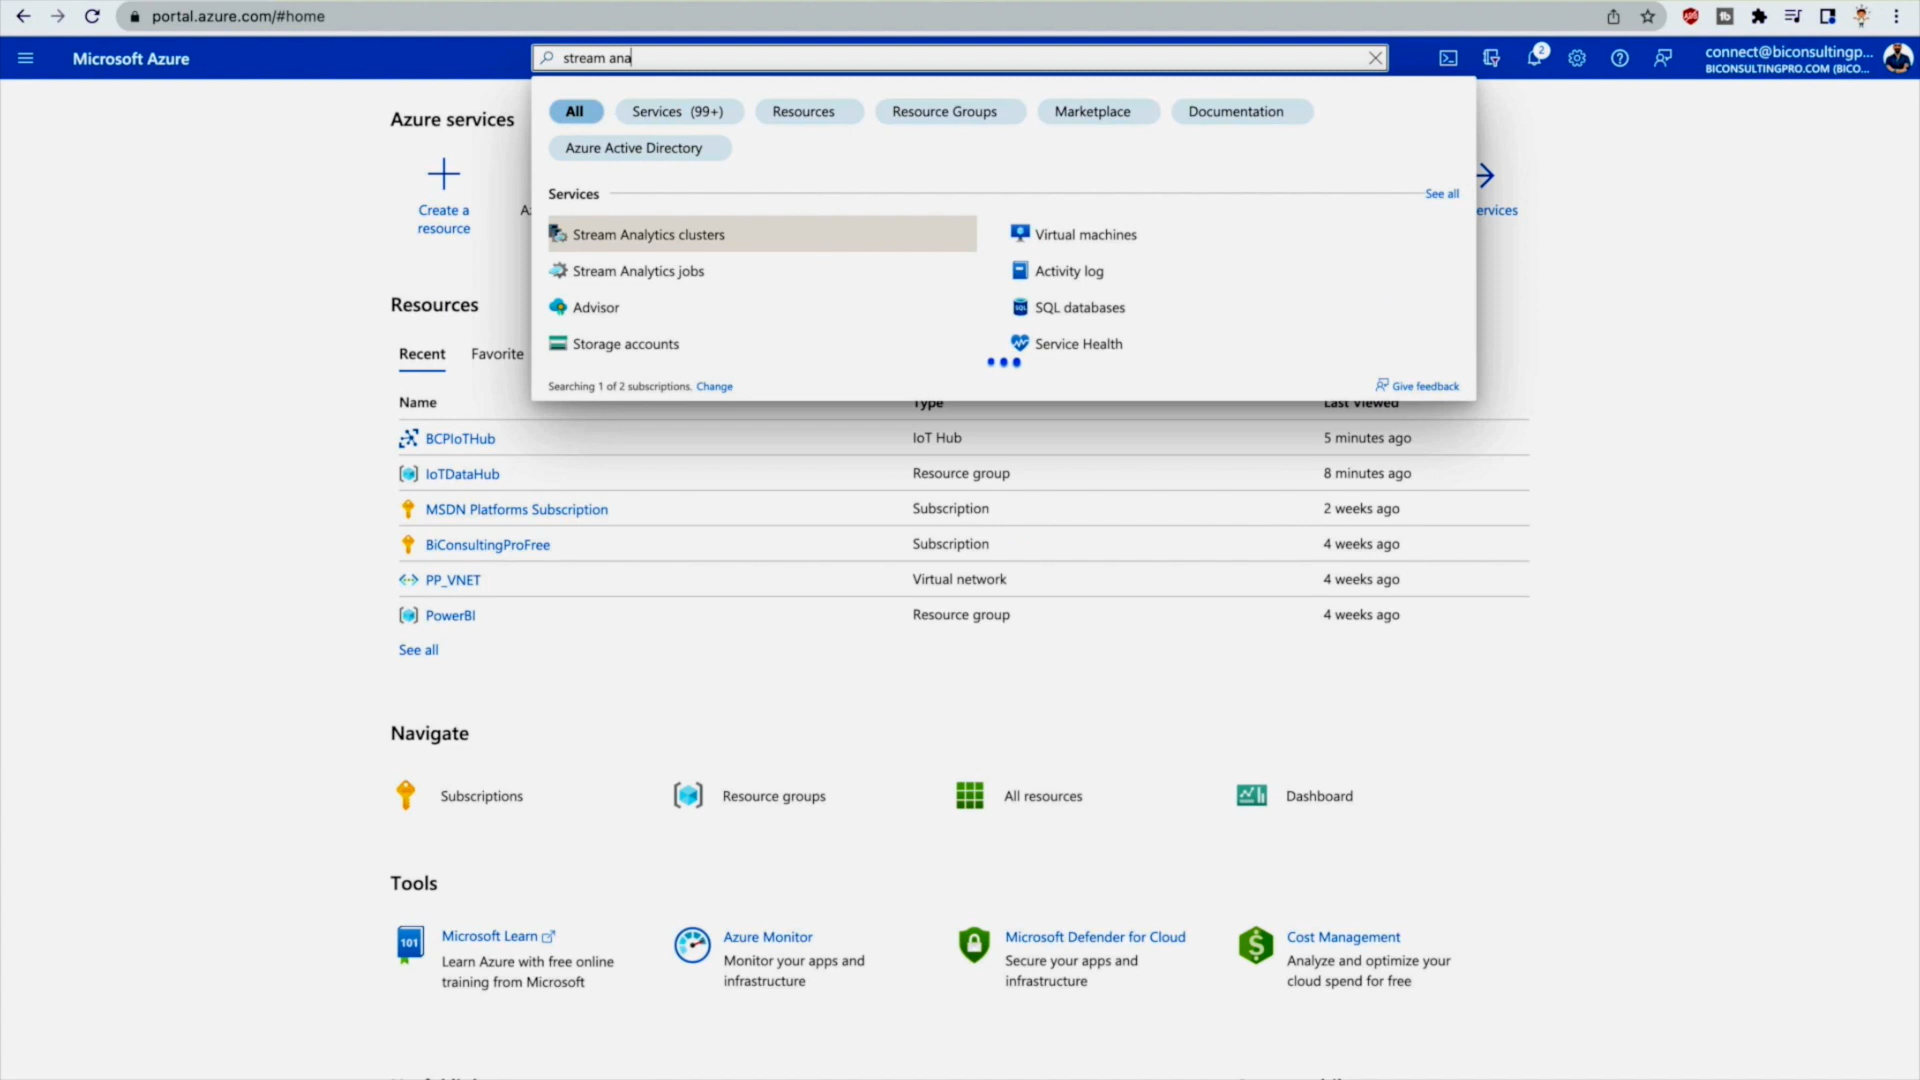 portal.azure.com/#home
Microsoft Azure
stream ana
2
connect@biconsultingp...
BICONSULTINGPRO.COM (BICO...
All
Services (99+)
Resources
Resource Groups
Marketplace
Documentation
Azure Active Directory
Services
See all
Stream Analytics clusters
Virtual machines
Stream Analytics jobs
Activity log
Advisor
SQL databases
Storage accounts
Service Health
Searching 1 of 2 subscriptions. Change
Give feedback
Azure services
Create a
resource
ervices
Resources
Recent
Favorite
Name
Type
Last Viewed
BCPIoTHub
IoT Hub
5 minutes ago
IoTDataHub
Resource group
8 minutes ago
MSDN Platforms Subscription
Subscription
2 weeks ago
BiConsultingProFree
Subscription
4 weeks ago
PP_VNET
Virtual network
4 weeks ago
PowerBI
Resource group
4 weeks ago
See all
Navigate
Subscriptions
Resource groups
All resources
Dashboard
Tools
101
Microsoft Learn
Learn Azure with free online
training from Microsoft
Azure Monitor
Monitor your apps and
infrastructure
Microsoft Defender for Cloud
Secure your apps and
infrastructure
Cost Management
Analyze and optimize your
cloud spend for free